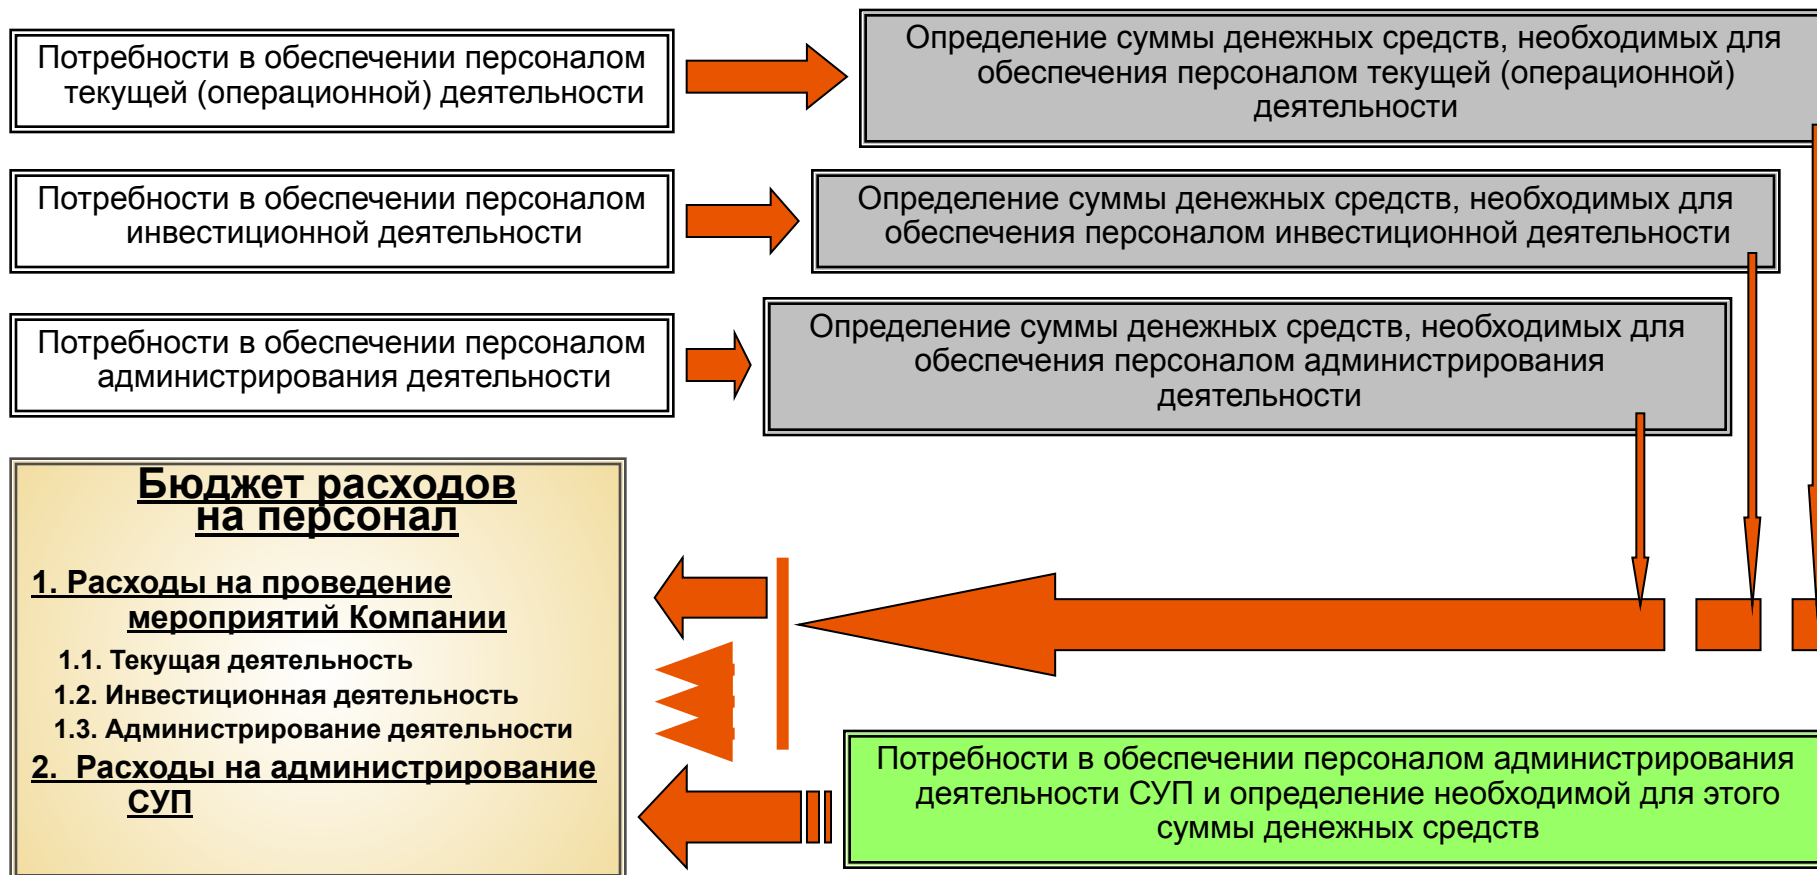 Потребности в обеспечении персоналом
текущей (операционной) деятельности
Определение суммы денежных средств, необходимых для
обеспечения персоналом текущей (операционной)
деятельности
Потребности в обеспечении персоналом
инвестиционной деятельности
Определение суммы денежных средств, необходимых для
обеспечения персоналом инвестиционной деятельности
Потребности в обеспечении персоналом
администрирования деятельности
Определение суммы денежных средств, необходимых для
обеспечения персоналом администрирования
деятельности
Бюджет расходов
на персонал
1. Расходы на проведение
мероприятий Компании
1.1. Текущая деятельность
1.2. Инвестиционная деятельность
1.3. Администрирование деятельности
2. Расходы на администрирование
СУП
Потребности в обеспечении персоналом администрирования
деятельности СУП и определение необходимой для этого
суммы денежных средств